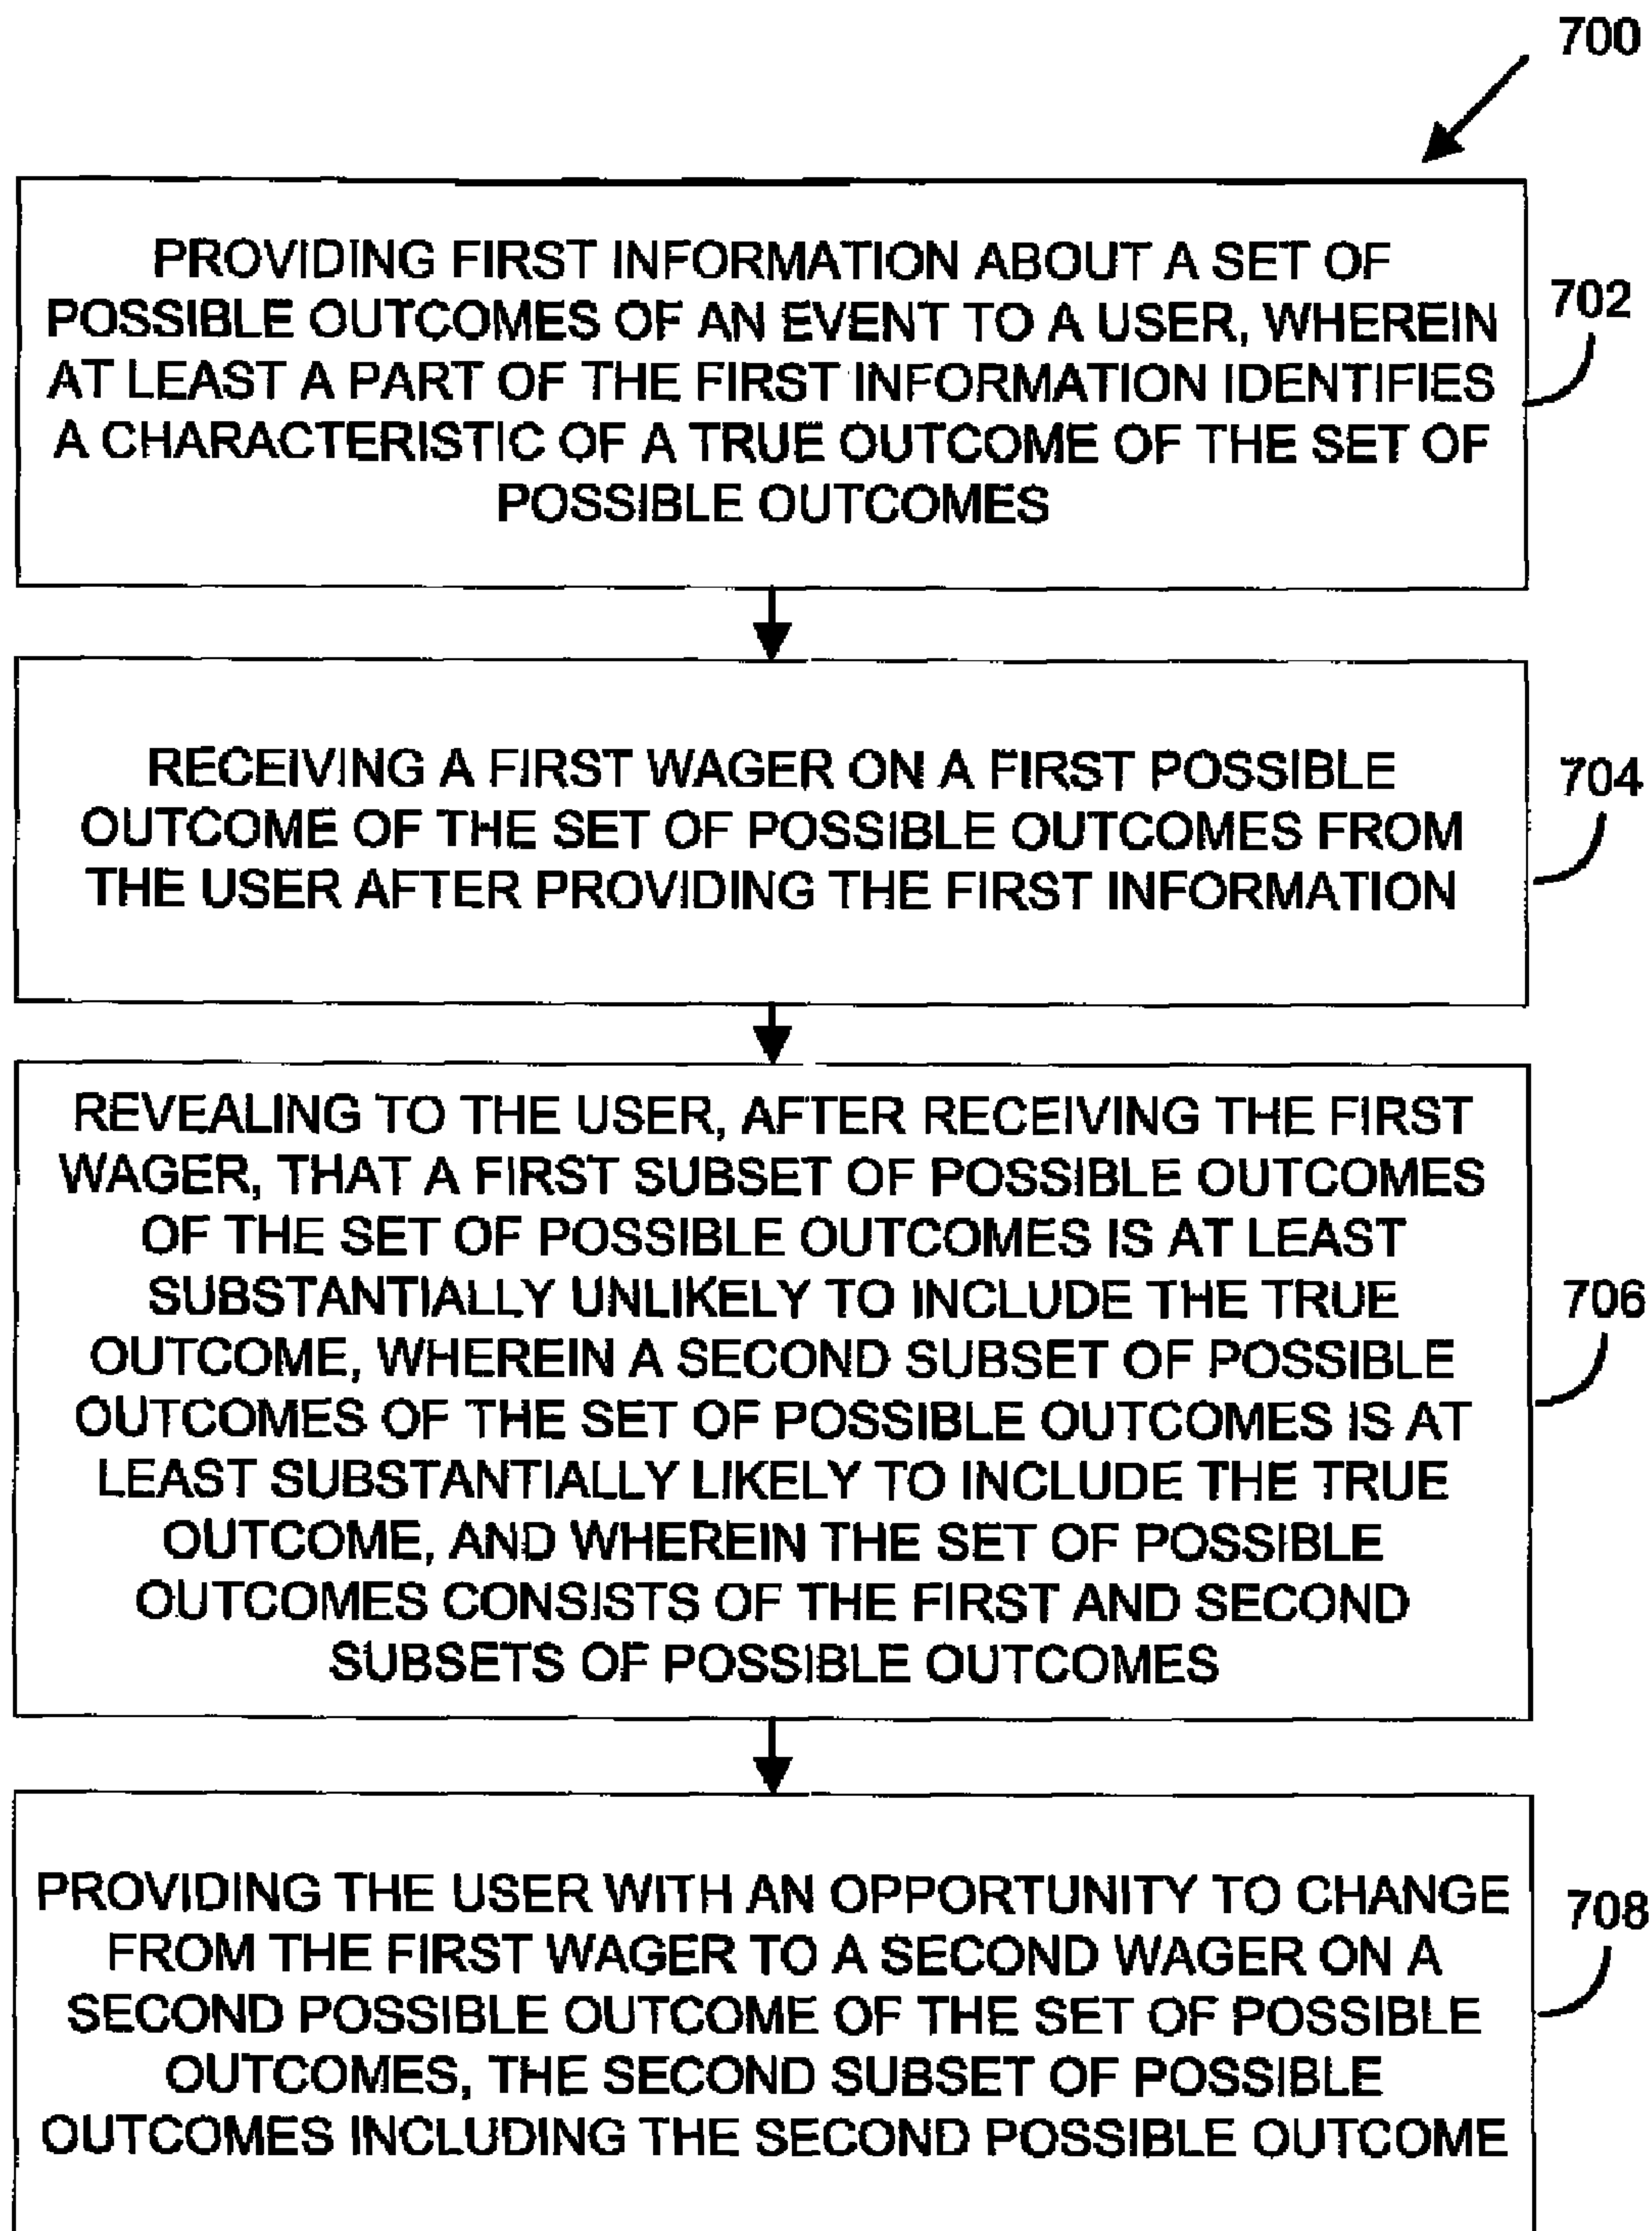 700
PROVIDING FIRST INFORMATION ABOUT A SET OF
POSSIBLE OUTCOMES OF AN EVENT TO A USER, WHEREIN
AT LEAST A PART OF THE FIRST INFORMATION IDENTIFIES
A CHARACTERISTIC OF A TRUE OUTCOME OF THE SET OF
POSSIBLE OUTCOMES
702
RECEIVING A FIRST WAGER ON A FIRST POSSIBLE
OUTCOME OF THE SET OF POSSIBLE OUTCOMES FROM
THE USER AFTER PROVIDING THE FIRST INFORMATION
704
REVEALING TO THE USER, AFTER RECEIVING THE FIRST
WAGER, THAT A FIRST SUBSET OF POSSIBLE OUTCOMES
OF THE SET OF POSSIBLE OUTCOMES IS AT LEAST
SUBSTANTIALLY UNLIKELY TO INCLUDE THE TRUE
OUTCOME, WHEREIN A SECOND SUBSET OF POSSIBLE
OUTCOMES OF THE SET OF POSSIBLE OUTCOMES IS AT
LEAST SUBSTANTIALLY LIKELY TO INCLUDE THE TRUE
OUTCOME, AND WHEREIN THE SET OF POSSIBLE
OUTCOMES CONSISTS OF THE FIRST AND SECOND
SUBSETS OF POSSIBLE OUTCOMES
706
PROVIDING THE USER WITH AN OPPORTUNITY TO CHANGE
FROM THE FIRST WAGER TO A SECOND WAGER ON A
SECOND POSSIBLE OUTCOME OF THE SET OF POSSIBLE
OUTCOMES, THE SECOND SUBSET OF POSSIBLE
OUTCOMES INCLUDING THE SECOND POSSIBLE OUTCOME
708